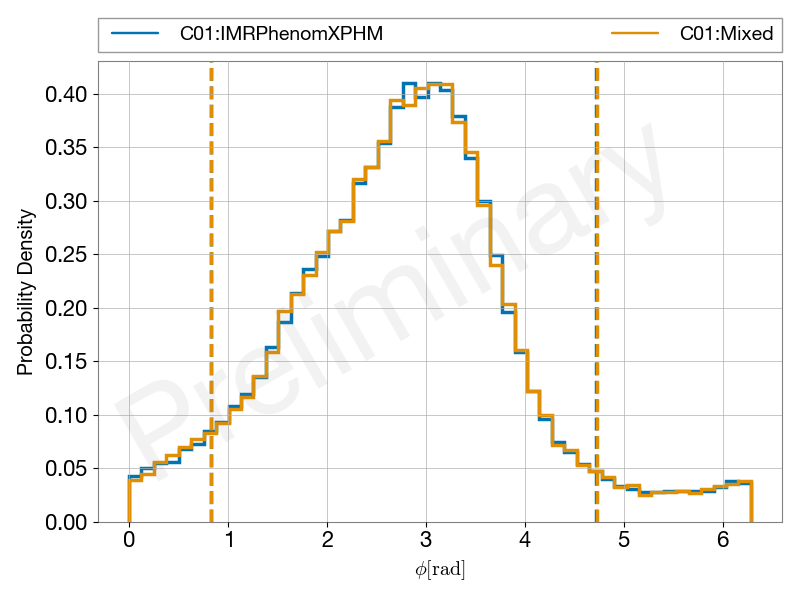 C01:IMRPhenomXPHM C01:Mixed
0.40
0.35
0.30
0.25
0.20
0.15
0.10
0.05
0.00
Probability Density
Preliminary
0 1 2 3 4 5 6
ϕ[rad]